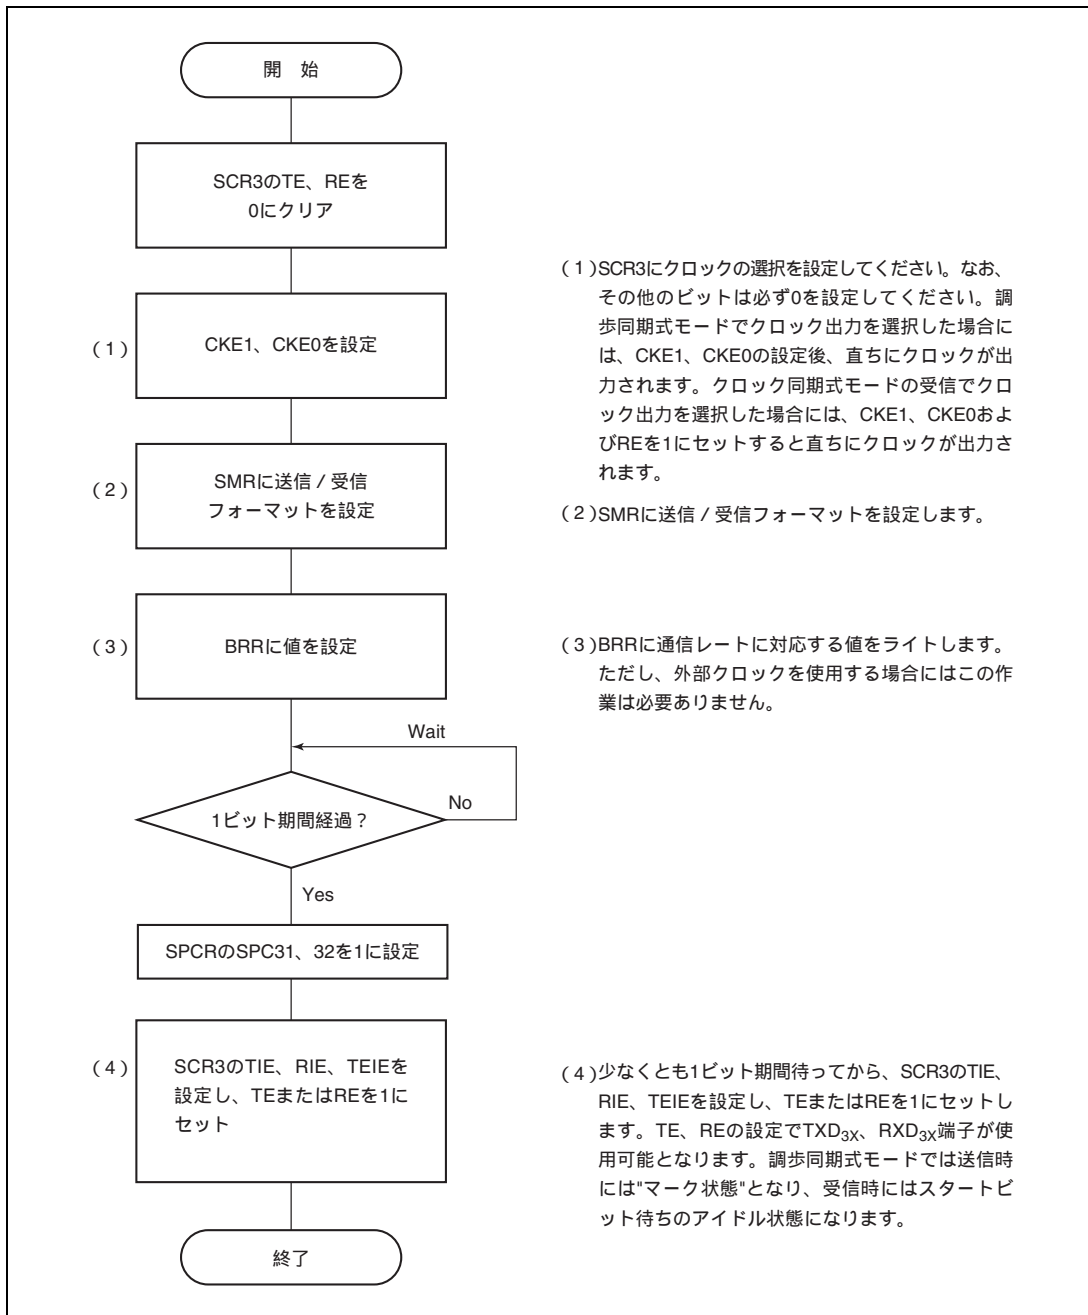 開　始
SCR3のTE、REを
0にクリア
（1）
CKE1、CKE0を設定
（1）SCR3にクロックの選択を設定してください。なお、
その他のビットは必ず0を設定してください。調
歩同期式モードでクロック出力を選択した場合に
は、CKE1、CKE0の設定後、直ちにクロックが出
力されます。クロック同期式モードの受信でクロ
ック出力を選択した場合には、CKE1、CKE0およ
びREを1にセットすると直ちにクロックが出力さ
れます。
（2）
SMRに送信 / 受信
フォーマットを設定
（2）SMRに送信 / 受信フォーマットを設定します。
（3）
BRRに値を設定
（3）BRRに通信レートに対応する値をライトします。
ただし、外部クロックを使用する場合にはこの作
業は必要ありません。
Wait
1ビット期間経過？
No
Yes
SPCRのSPC31、32を1に設定
（4）
SCR3のTIE、RIE、TEIEを
設定し、TEまたはREを1に
セット
（4）少なくとも1ビット期間待ってから、SCR3のTIE、
RIE、TEIEを設定し、TEまたはREを1にセットし
ます。TE、REの設定でTXD3X、RXD3X端子が使
用可能となります。調歩同期式モードでは送信時
には"マーク状態"となり、受信時にはスタートビ
ット待ちのアイドル状態になります。
終了